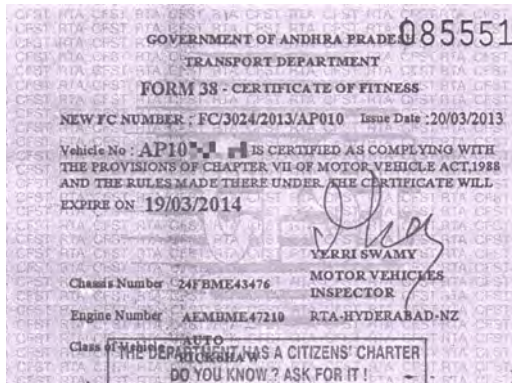 GOVERNMENT OF ANDHRA PRADE 085551
TRANSPORT DEPARTMENT
FORM 38 - CERTIFICATE OF FITNESS
NEW FC NUMBER : FC/3024/2013/AP010 Issue Date :20/03/2013
Vehicle No : AP10 IS CERTIFIED AS COMPLYING WITH
THE PROVISIONS OF CHAPTER VII OF MOTOR VEHICLE ACT,1988
AND THE RULES MADE THERE UNDER THE CERTIFICATE WILL
EXPIRE ON 19/03/2014
YERRI SWAMY
Chassis Number 24FBME43476 MOTOR VEHICLES
INSPECTOR
Engine Number AEMBME47210 RTA-HYDERABAD-NZ
Class of Vehicle AUTO
RICKSHAW
THE DEPARTMENT HAS A CITIZENS' CHARTER
DO YOU KNOW ? ASK FOR IT !